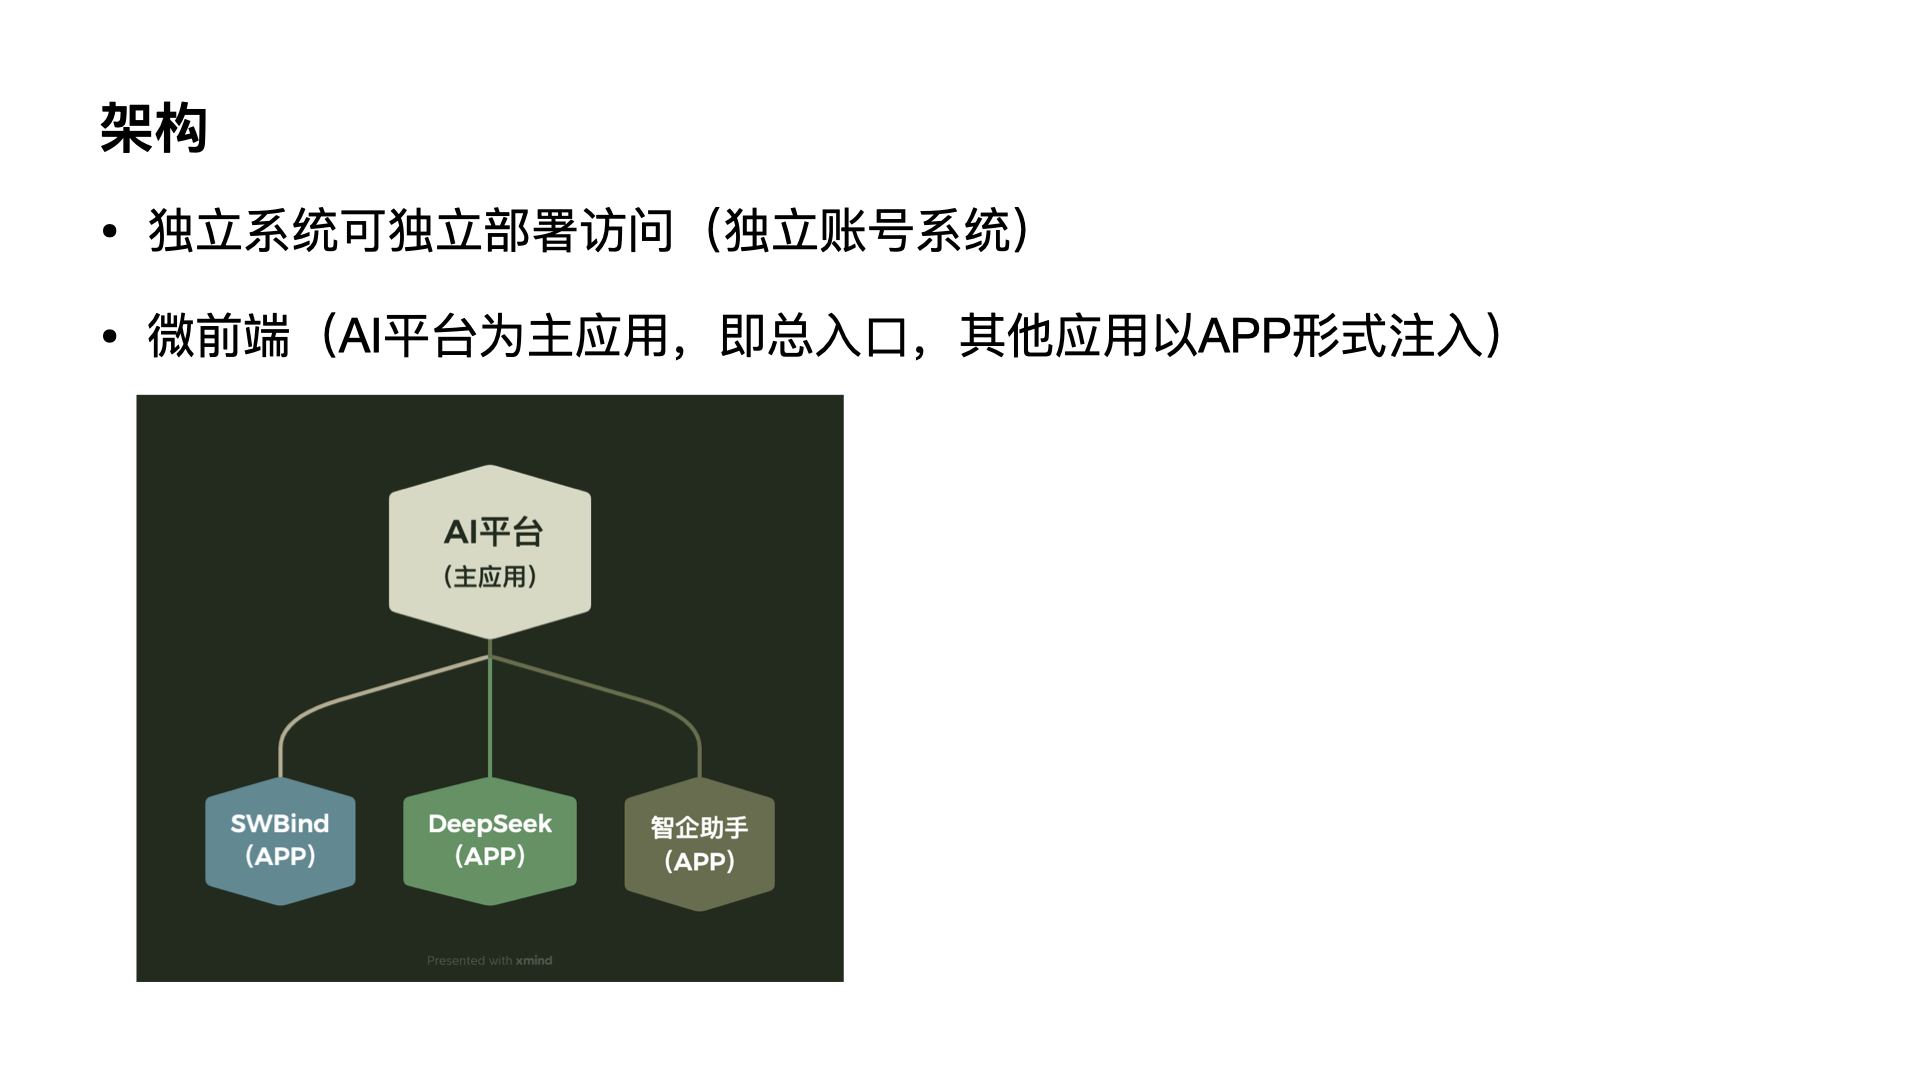 架构
• 独立系统可独立部署访问（独立账号系统）
• 微前端（AI平台为主应用，即总入口，其他应用以APP形式注入）
AI平台
（主应用）
SWBind
（APP）
DeepSeek
（APP）
智企助手
（APP）
Presented with xmind